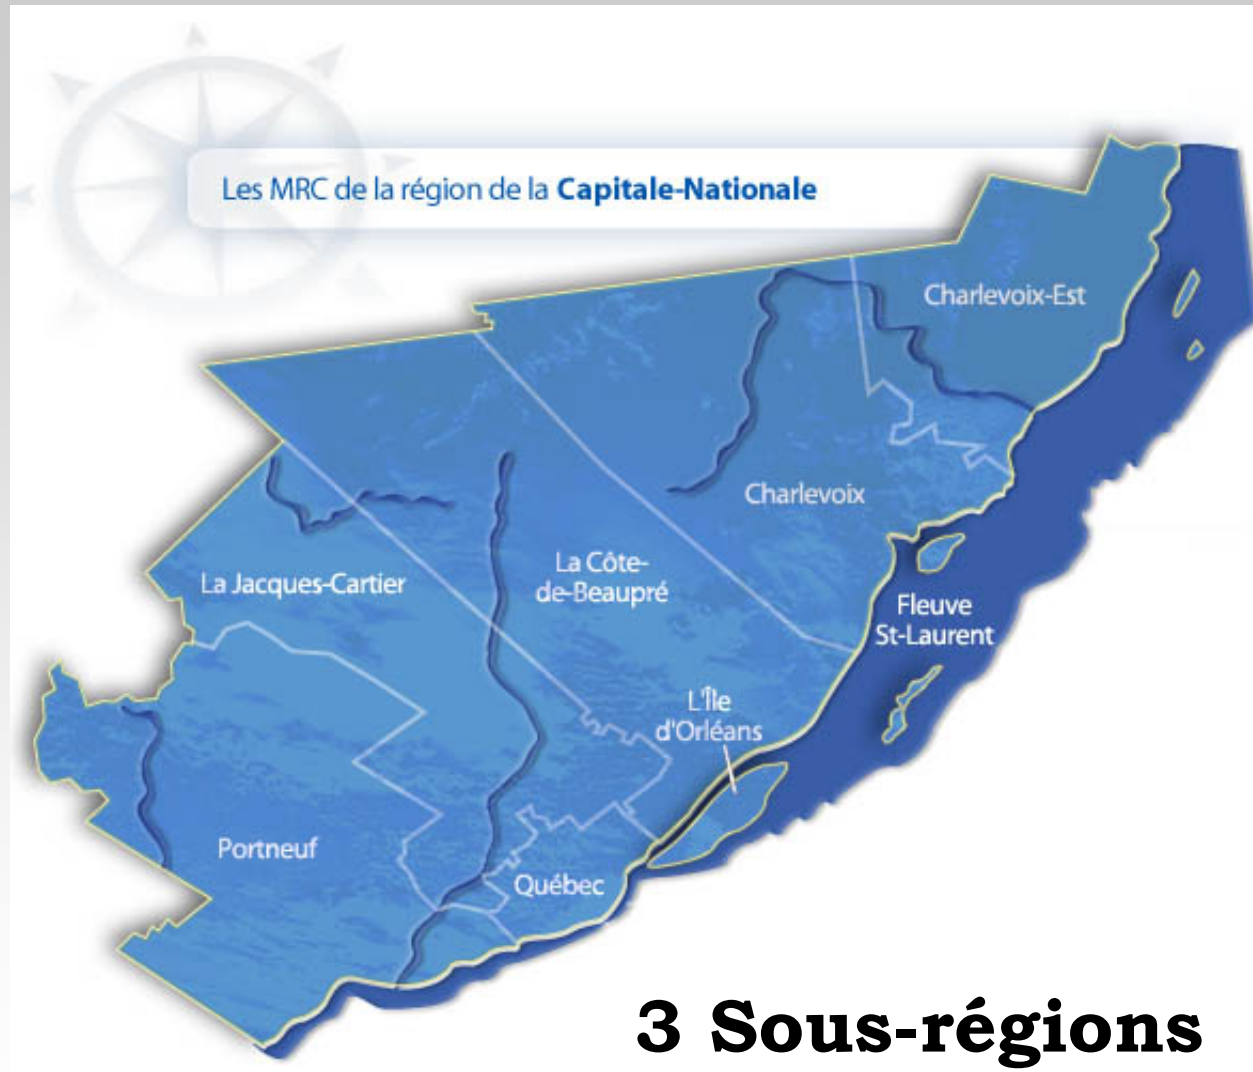 Les MRC de la région de la Capitale-Nationale
Charlevoix-Est
Charlevoix
La Côte-
de-Beaupré
La Jacques-Cartier
Fleuve
St-Laurent
L'Île
d'Orléans
Portneuf
Québec
3 Sous-régions